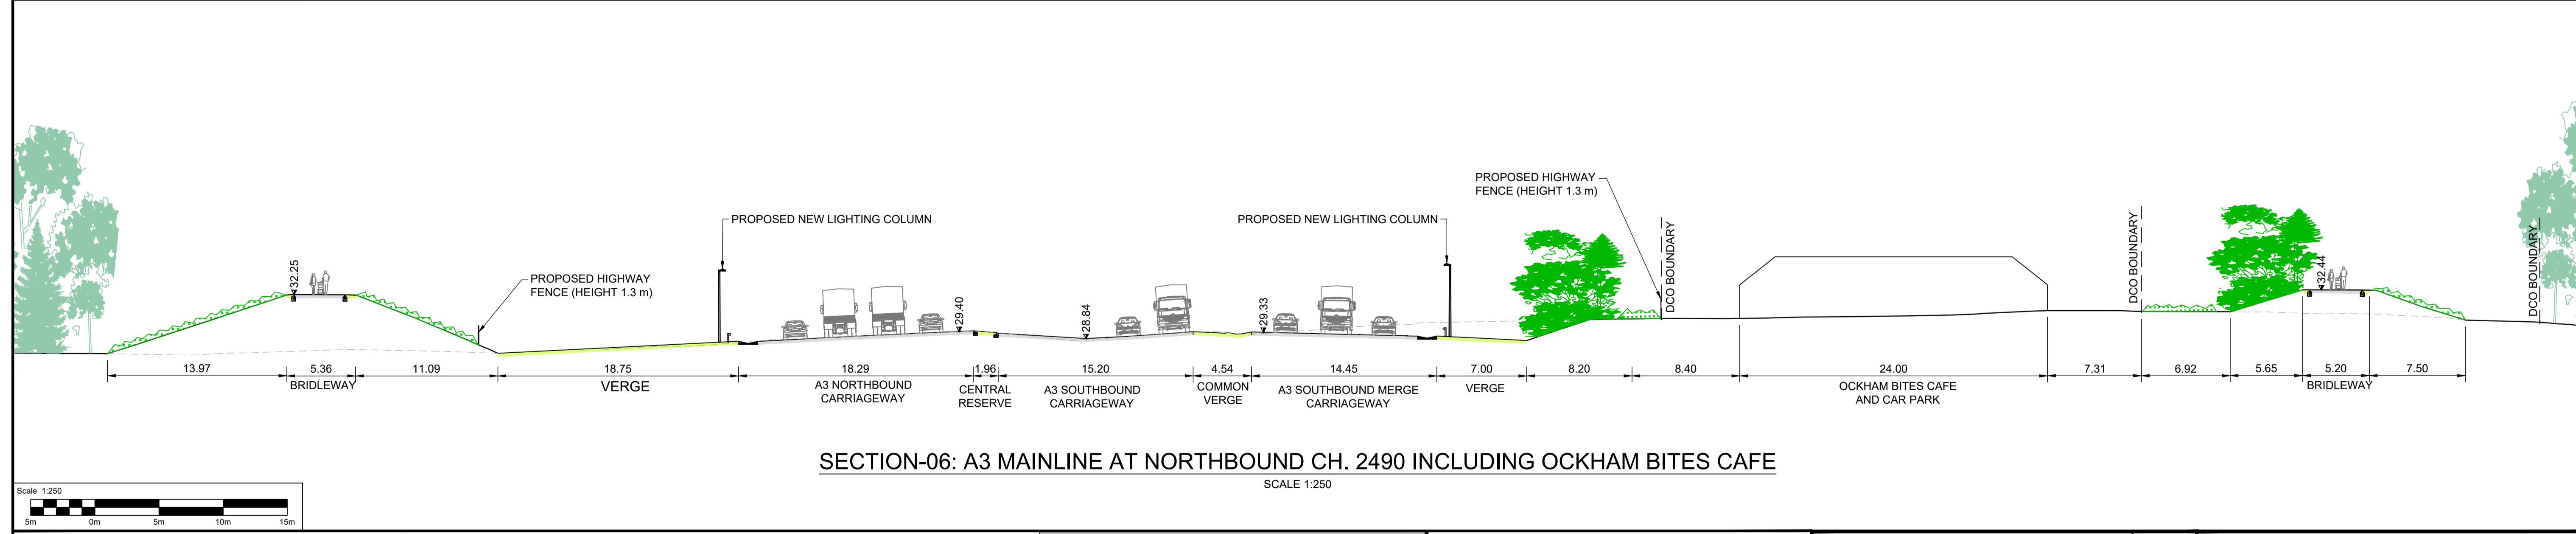 PROPOSED HIGHWAY
FENCE (HEIGHT 1.3 m)
DCO BOUNDARY
DCO BOUNDARY
DCO BOUNDARY
PROPOSED NEW LIGHTING COLUMN
PROPOSED NEW LIGHTING COLUMN
32.25
PROPOSED HIGHWAY
FENCE (HEIGHT 1.3 m)
29.40
28.84
29.33
32.44
13.97
5.36
11.09
18.75
18.29
1.96
15.20
4.54
14.45
7.00
8.20
8.40
24.00
7.31
6.92
5.65
5.20
7.50
BRIDLEWAY
VERGE
A3 NORTHBOUND
CARRIAGEWAY
CENTRAL
RESERVE
A3 SOUTHBOUND
CARRIAGEWAY
COMMON
VERGE
A3 SOUTHBOUND MERGE
CARRIAGEWAY
VERGE
OCKHAM BITES CAFE
AND CAR PARK
BRIDLEWAY
SECTION-06: A3 MAINLINE AT NORTHBOUND CH. 2490 INCLUDING OCKHAM BITES CAFE
SCALE 1:250
Scale 1:250
5m 0m 5m 10m 15m